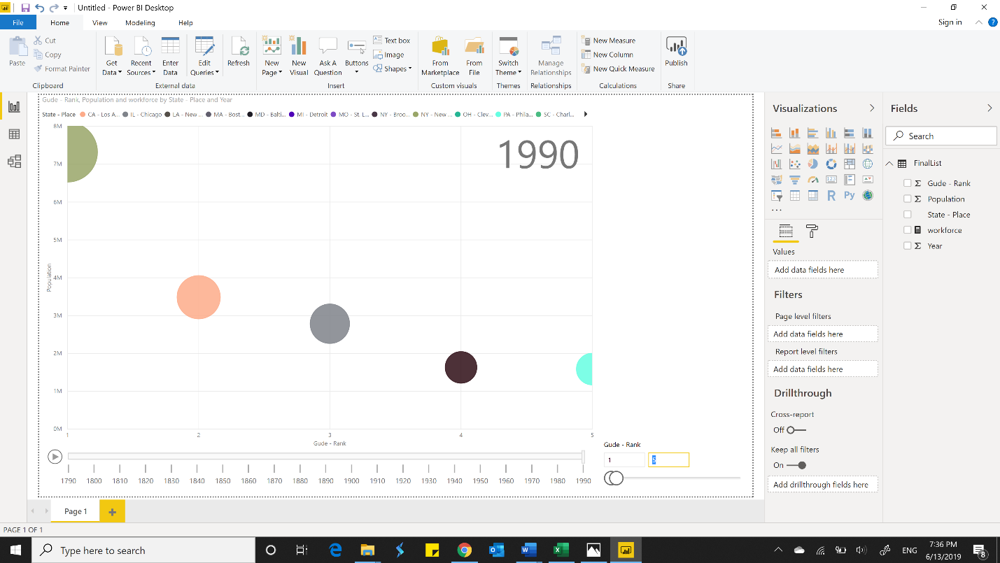 Untitled - Power BI Desktop
File Home View Modeling Help Sign in ?
Paste
Cut
Copy
Format Painter
Clipboard
Get Data
Recent Sources
Enter Data
External data
Edit Queries
Refresh
New Page
New Visual
Ask A Question
Buttons
Text box
Image
Shapes
Insert
From Marketplace
From File
Custom visuals
Switch Theme
Themes
Manage Relationships
Relationships
New Measure
New Column
New Quick Measure
Calculations
Publish
Share
Gude - Rank, Population and workforce by State - Place and Year
State - Place CA - Los A... IL - Chicago LA - New ... MA - Bost... MD - Balti... MI - Detroit MO - St. L... NY - Broo... NY - New ... OH - Clev... PA - Phila... SC - Charl...
1990
8M
7M
6M
5M
4M
3M
2M
1M
0M
Population
1 2 3 4 5
Gude - Rank
1790 1800 1810 1820 1830 1840 1850 1860 1870 1880 1890 1900 1910 1920 1930 1940 1950 1960 1970 1980 1990
Gude - Rank
1 5
Visualizations
123
R Py
...
Values
Add data fields here
Filters
Page level filters
Add data fields here
Report level filters
Add data fields here
Drillthrough
Cross-report
Off
Keep all filters
On
Add drillthrough fields here
Fields
Search
FinalList
Σ Gude - Rank
Σ Population
State - Place
workforce
Σ Year
Page 1 +
PAGE 1 OF 1
Type here to search
ENG
7:36 PM
6/13/2019
8